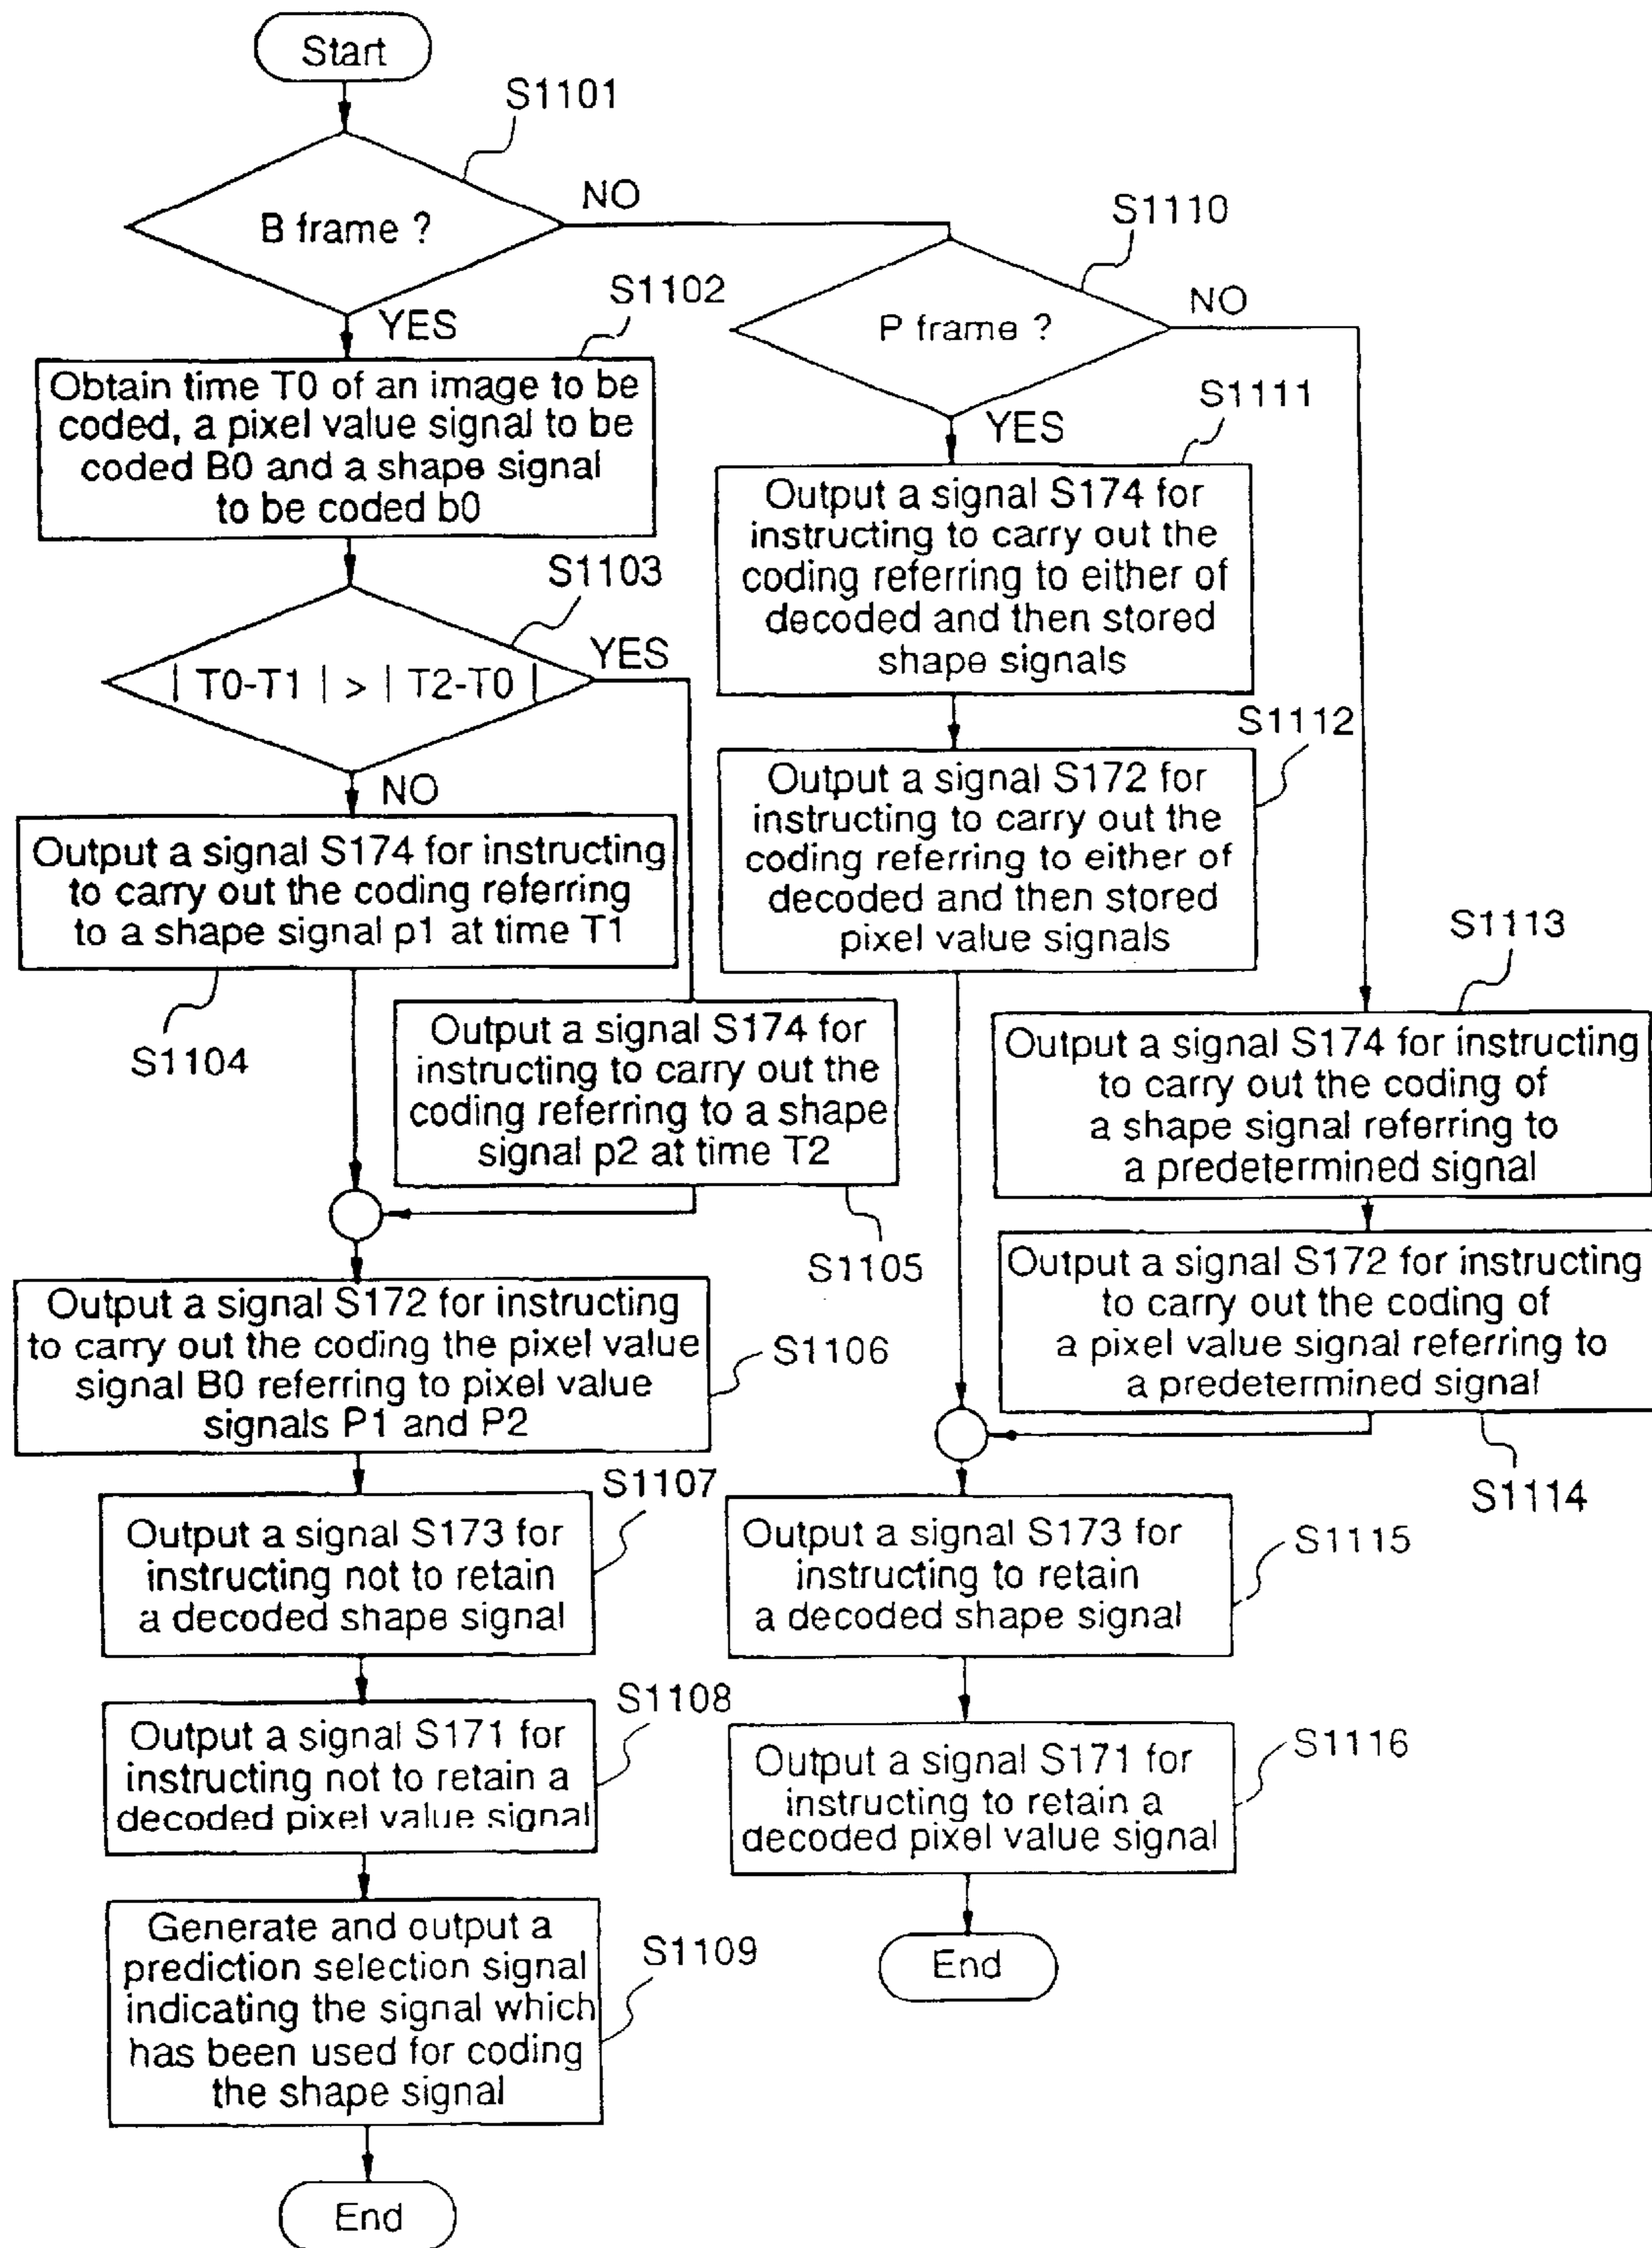 Start
S1101
B frame ?
NO
YES
S1102
Obtain time T0 of an image to be
coded, a pixel value signal to be
coded B0 and a shape signal
to be coded b0
S1103
| T0-T1 | > | T2-T0 |
YES
NO
Output a signal S174 for instructing
to carry out the coding referring
to a shape signal p1 at time T1
S1104
Output a signal S174 for
instructing to carry out the
coding referring to a shape
signal p2 at time T2
S1105
Output a signal S172 for instructing
to carry out the coding the pixel value
signal B0 referring to pixel value
signals P1 and P2
S1106
S1107
Output a signal S173 for
instructing not to retain
a decoded shape signal
S1108
Output a signal S171 for
instructing not to retain a
decoded pixel value signal
S1109
Generate and output a
prediction selection signal
indicating the signal which
has been used for coding
the shape signal
End
S1110
P frame ?
NO
YES
S1111
Output a signal S174 for
instructing to carry out the
coding referring to either of
decoded and then stored
shape signals
S1112
Output a signal S172 for
instructing to carry out the
coding referring to either of
decoded and then stored
pixel value signals
S1113
Output a signal S174 for instructing
to carry out the coding of
a shape signal referring to
a predetermined signal
Output a signal S172 for instructing
to carry out the coding of
a pixel value signal referring to
a predetermined signal
S1114
Output a signal S173 for
instructing to retain
a decoded shape signal
S1115
Output a signal S171 for
instructing to retain a
decoded pixel value signal
S1116
End